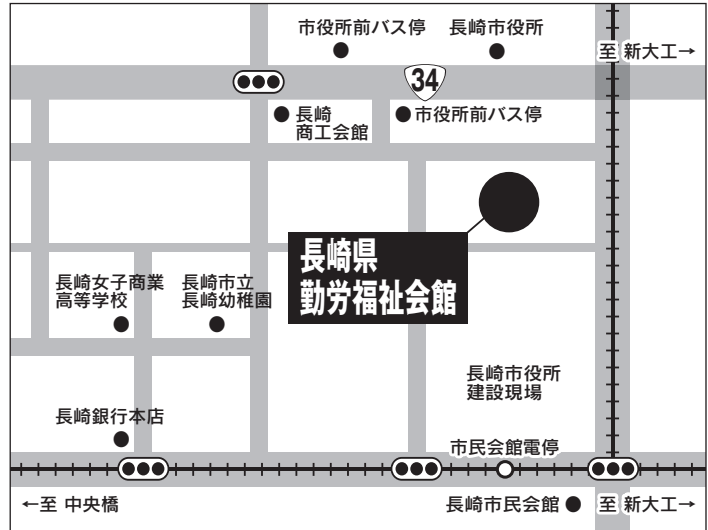 市役所前バス停
長崎市役所
至 新大工→
34
長崎
商工会館
市役所前バス停
長崎県
勤労福祉会館
長崎女子商業
高等学校
長崎市立
長崎幼稚園
長崎市役所
建設現場
長崎銀行本店
市民会館電停
←至 中央橋
長崎市民会館
至 新大工→